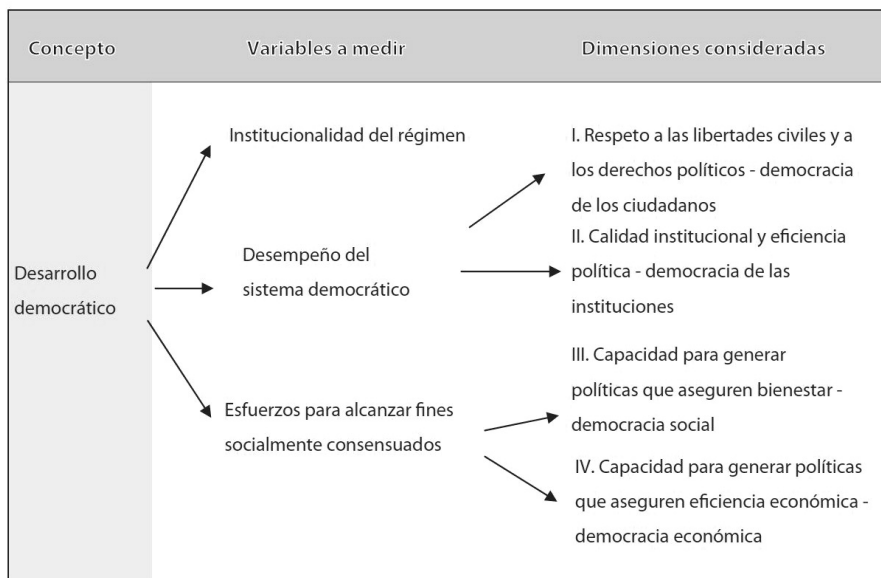 Concepto
Variables a medir
Dimensiones consideradas
Desarrollo
democrático
Institucionalidad del régimen
Desempeño del
sistema democrático
Esfuerzos para alcanzar fines
socialmente consensuados
I. Respeto a las libertades civiles y a
los derechos políticos - democracia
de los ciudadanos
II. Calidad institucional y eficiencia
política - democracia de las
instituciones
III. Capacidad para generar
políticas que aseguren bienestar -
democracia social
IV. Capacidad para generar políticas
que aseguren eficiencia económica -
democracia económica